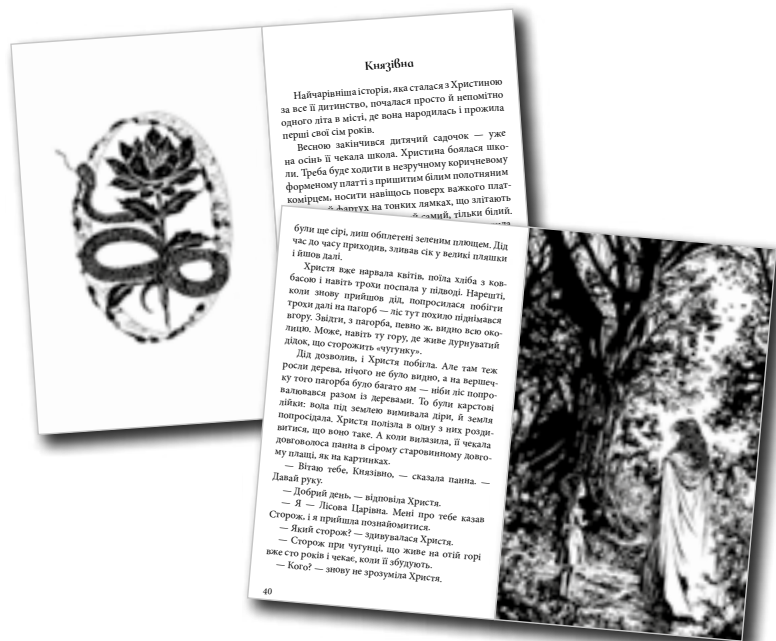 Князівна
Найчарівніша історія, яка сталася з Христиною
за все її дитинство, почалася просто й непомітно
одного літа в місті, де вона народилась і прожила
перші свої сім років.
Весною закінчився дитячий садочок — уже
на осінь її чекала школа. Христина боялася шко-
ли. Треба буде ходити в незручному коричневому
форменому платті з пришитим білим полотняним
комірцем, носити навіщось поверх важкого плат-
фартух на тонких лямках, що злітають
самий, тільки білий.
були ще сірі, лиш обплетені зеленим плющем. Дід
час до часу приходив, зливав сік у великі пляшки
і йшов далі.
Христя вже нарвала квітів, поїла хліба з ков-
басою і навіть трохи поспала у підводі. Нарешті,
коли знову прийшов дід, попросилася побігти
трохи далі на пагорб — ліс тут похило піднімався
вгору. Звідти, з пагорба, певно ж, видно всю око-
лицю. Може, навіть ту гору, де живе дурнуватий
дідок, що сторожить «чугунку».
Дід дозволив, і Христя побігла. Але там теж
росли дерева, нічого не було видно, а на вершеч-
ку того пагорба було багато ям — ніби ліс попро-
валювався разом із деревами. То були карстові
лійки: вода під землею вимивала діри, й земля
попросідала. Христя полізла в одну з них розди-
витися, що воно таке. А коли вилазила, її чекала
довговолоса панна в сірому старовинному довго-
му плащі, як на картинках.
— Вітаю тебе, Князівно, — сказала панна. —
Давай руку.
— Добрий день, — відповіла Христя.
— Я — Лісова Царівна. Мені про тебе казав
Сторож, і я прийшла познайомитися.
— Який сторож? — здивувалася Христя.
— Сторож при чугунці, що живе на отій горі
вже сто років і чекає, коли її збудують.
— Кого? — знову не зрозуміла Христя.
40